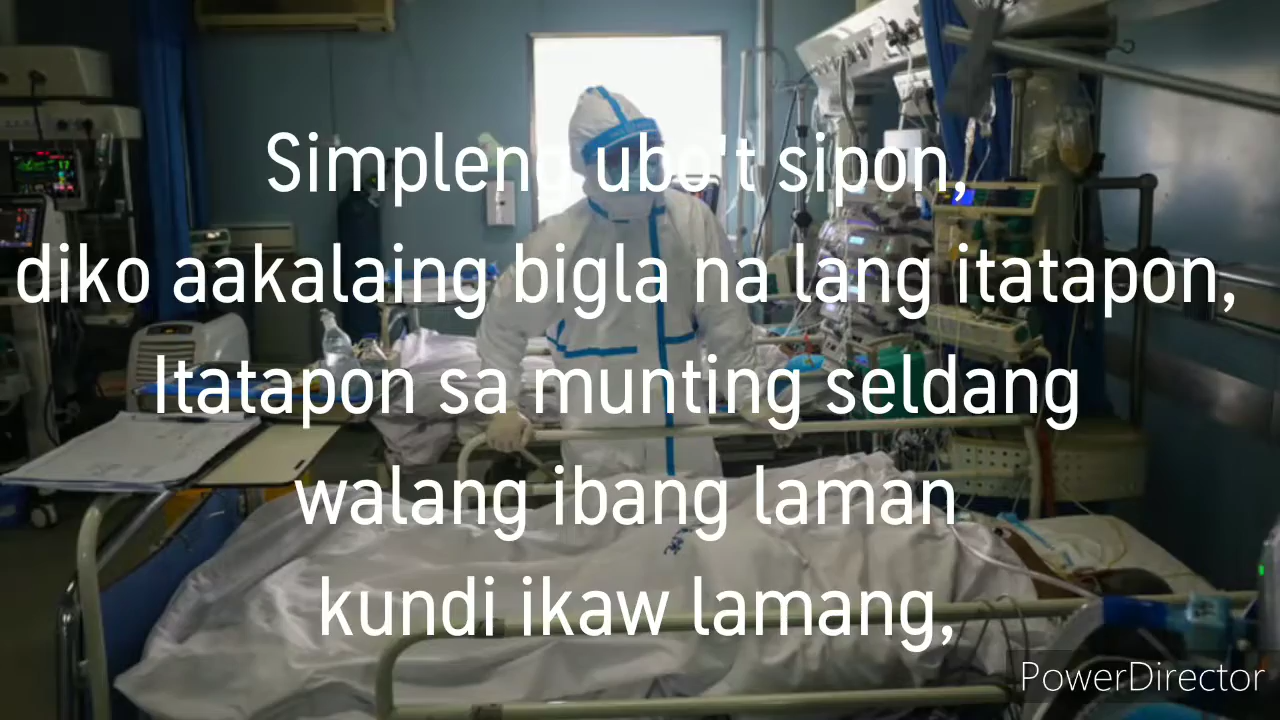 Simpleng ubo't sipon,
diko aakalaing bigla na lang itatapon,
Itatapon sa munting seldang
walang ibang laman
kundi ikaw lamang,
PowerDirector